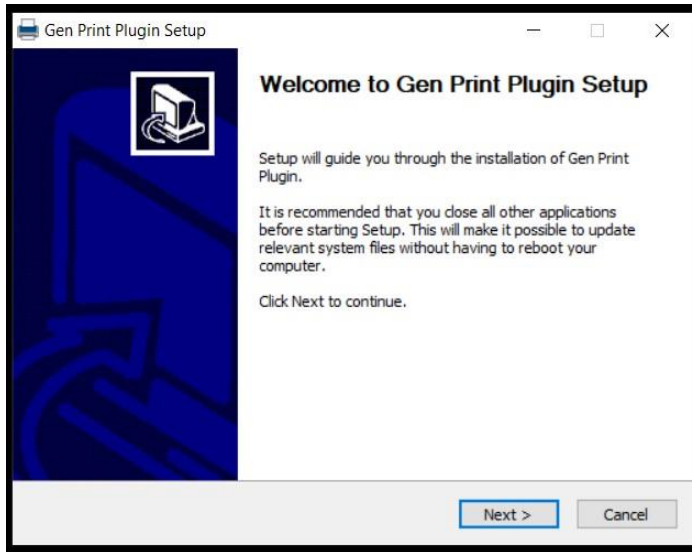 Gen Print Plugin Setup
Welcome to Gen Print Plugin Setup
Setup will guide you through the installation of Gen Print
Plugin.
It is recommended that you close all other applications
before starting Setup. This will make it possible to update
relevant system files without having to reboot your
computer.
Click Next to continue.
Next >
Cancel